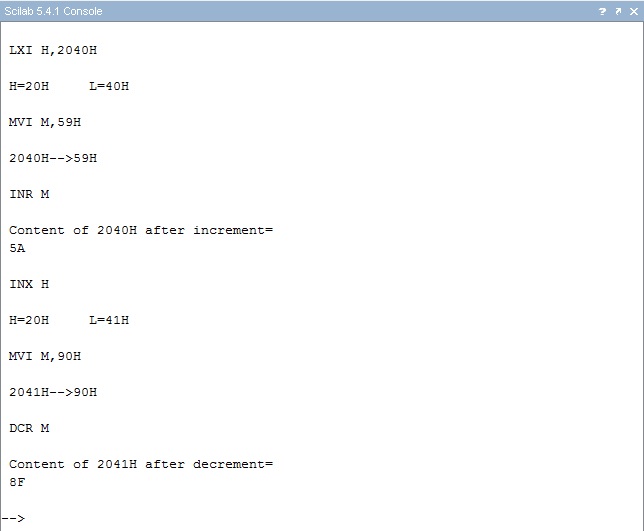 Scilab 5.4.1 Console
LXI H,2040H
H=20H     L=40H
MVI M,59H
2040H-->59H
INR M
Content of 2040H after increment=
5A
INX H
H=20H     L=41H
MVI M,90H
2041H-->90H
DCR M
Content of 2041H after decrement=
8F
-->